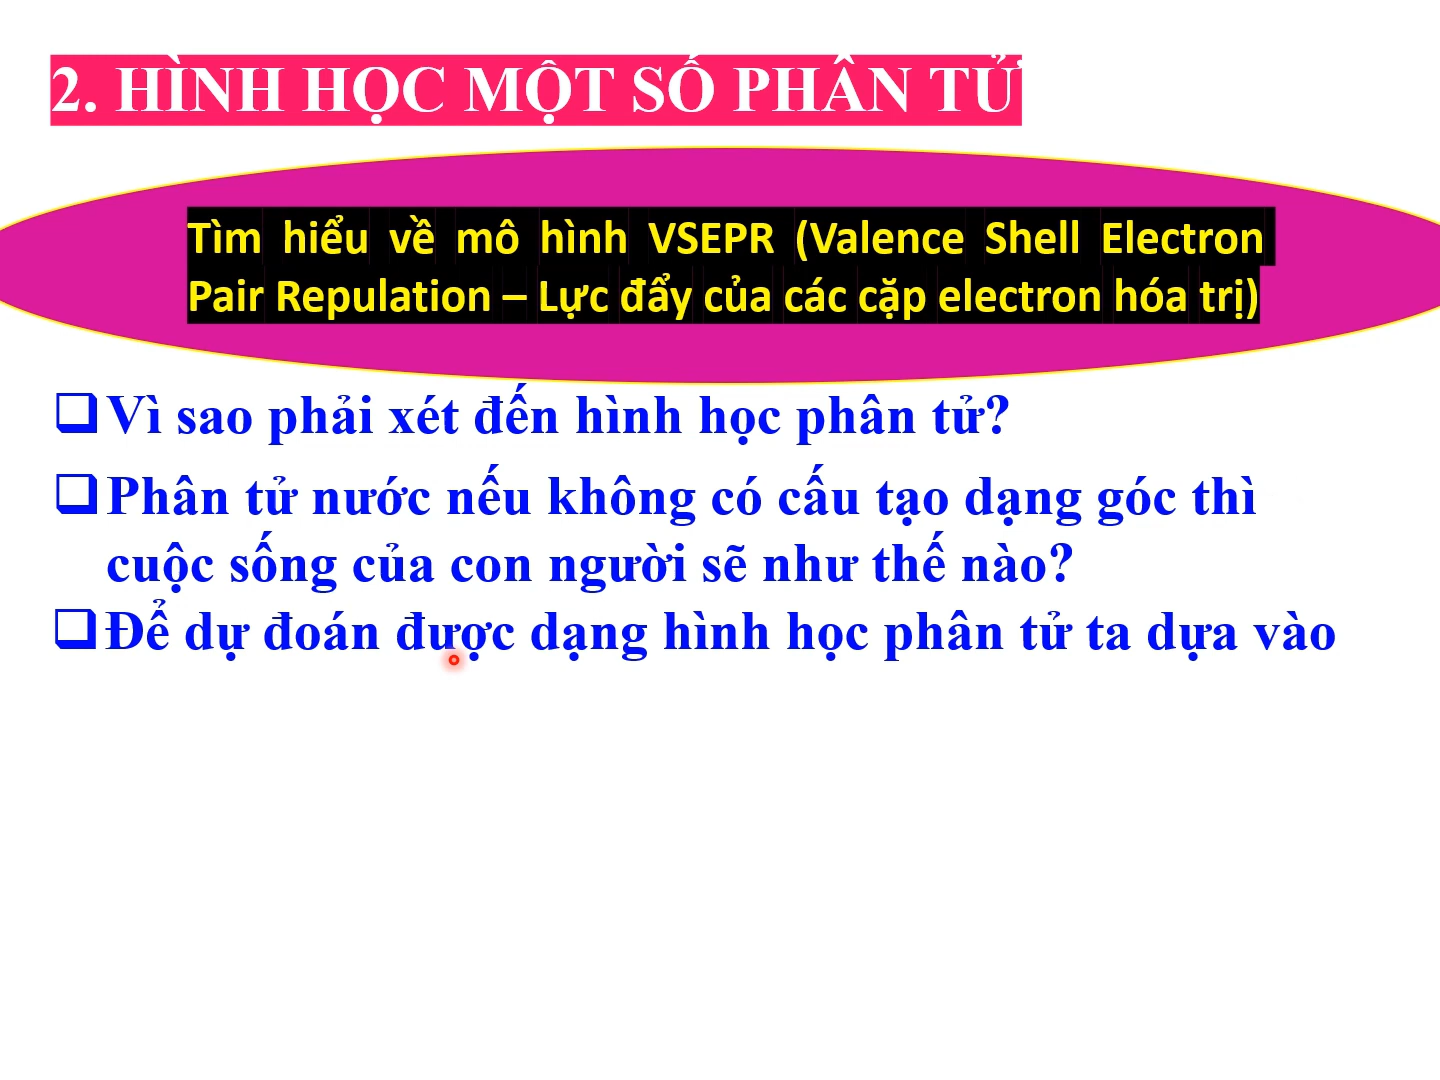 2. HÌNH HỌC MỘT SỐ PHÂN TỬ
Tìm hiểu về mô hình VSEPR (Valence Shell Electron
Pair Repulation – Lực đẩy của các cặp electron hóa trị)
Vì sao phải xét đến hình học phân tử?
Phân tử nước nếu không có cấu tạo dạng góc thì
cuộc sống của con người sẽ như thế nào?
Để dự đoán được dạng hình học phân tử ta dựa vào